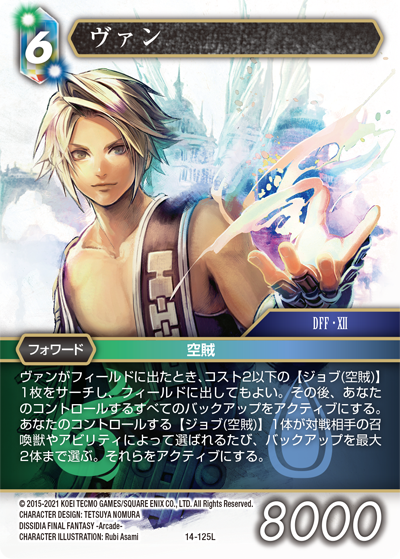 6
ヴァン
DFF・XII
フォワード
空賊
ヴァンがフィールドに出たとき、コスト2以下の【ジョブ(空賊)】
1枚をサーチし、フィールドに出してもよい。その後、あなた
のコントロールするすべてのバックアップをアクティブにする。
あなたのコントロールする【ジョブ(空賊)】1体が対戦相手の召
喚獣やアビリティによって選ばれるたび、バックアップを最大
2体まで選ぶ。それらをアクティブにする。
© 2015-2021 KOEI TECMO GAMES/SQUARE ENIX CO., LTD. All Rights Reserved.
CHARACTER DESIGN: TETSUYA NOMURA
DISSIDIA FINAL FANTASY -Arcade-
CHARACTER ILLUSTRATION: Rubi Asami
14-125L
8000